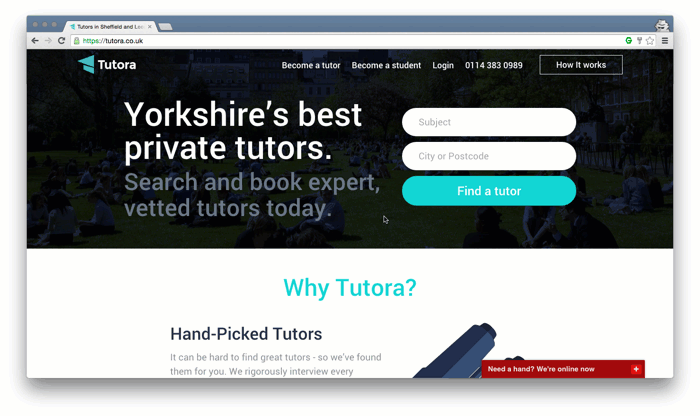 Tutors in Sheffield and
https://tutora.co.uk
Tutora
Become a tutor
Become a student
Login
0114 383 0989
How It works
Yorkshire's best
private tutors.
Search and book expert,
vetted tutors today.
Subject
City or Postcode
Find a tutor
Why Tutora?
Hand-Picked Tutors
It can be hard to find great tutors - so we've found
them for you. We rigorously interview every
Need a hand? We're online now